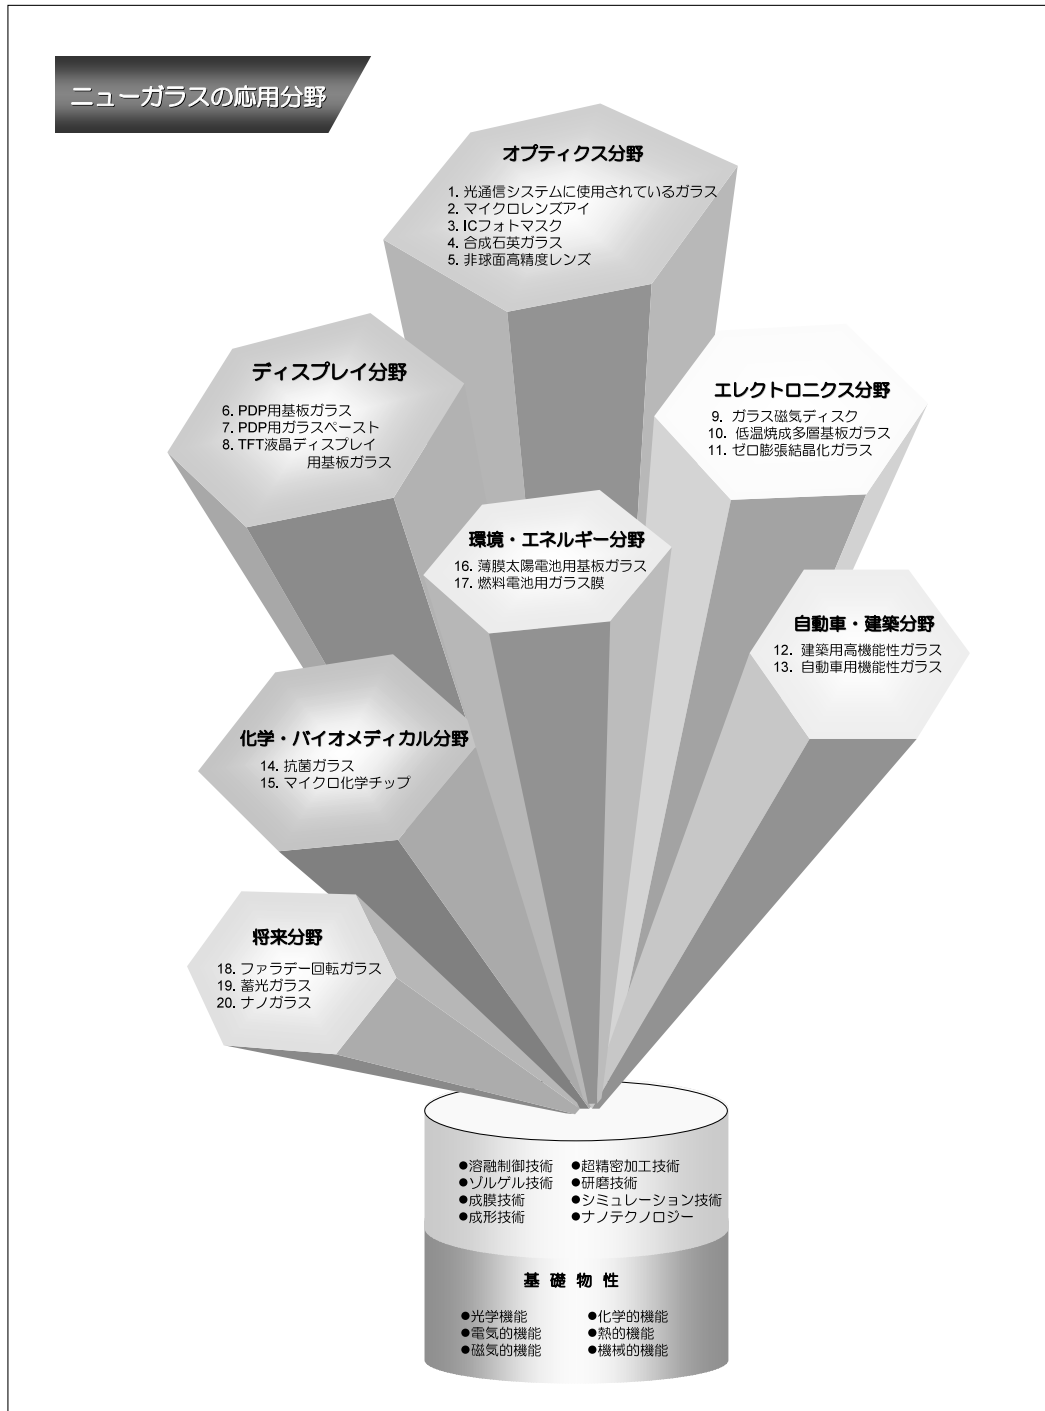 ニューガラスの応用分野
オプティクス分野
1. 光通信システムに使用されているガラス
2. マイクロレンズアイ
3. ICフォトマスク
4. 合成石英ガラス
5. 非球面高精度レンズ
ディスプレイ分野
6. PDP用基板ガラス
7. PDP用ガラスペースト
8. TFT液晶ディスプレイ
用基板ガラス
エレクトロニクス分野
9. ガラス磁気ディスク
10. 低温焼成多層基板ガラス
11. ゼロ膨張結晶化ガラス
環境・エネルギー分野
16. 薄膜太陽電池用基板ガラス
17. 燃料電池用ガラス膜
自動車・建築分野
12. 建築用高機能性ガラス
13. 自動車用機能性ガラス
化学・バイオメディカル分野
14. 抗菌ガラス
15. マイクロ化学チップ
将来分野
18. ファラデー回転ガラス
19. 蓄光ガラス
20. ナノガラス
●溶融制御技術 ●超精密加工技術
●ゾルゲル技術 ●研磨技術
●成膜技術 ●シミュレーション技術
●成形技術 ●ナノテクノロジー
基 礎 物 性
●光学機能 ●化学的機能
●電気的機能 ●熱的機能
●磁気的機能 ●機械的機能